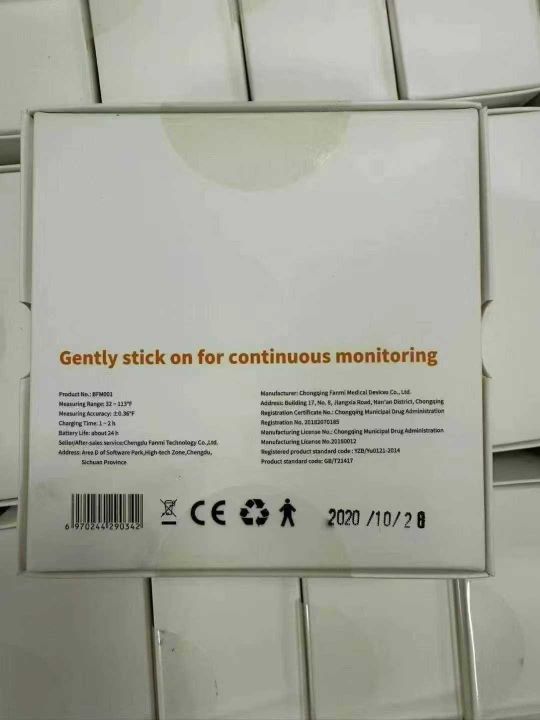 Gently stick on for continuous monitoring
Product No.: BFM001
Measuring Range: 32 ~ 113°F
Measuring Accuracy: ±0.36°F
Charging Time: 1 ~ 2 h
Battery Life: about 24 h
Seller/After-sales service:Chengdu Fanmi Technology Co.,Ltd.
Address: Area D of Software Park,High-tech Zone,Chengdu,
Sichuan Province
Manufacturer: Chongqing Fanmi Medical Devices Co., Ltd.
Address: Building 17, No. 8, Jiangxia Road, Nan'an District, Chongqing
Registration Certificate No.: Chongqing Municipal Drug Administration
Registration No. 20182070185
Manufacturing License No.: Chongqing Municipal Drug Administration
Manufacturing License No.20160012
Registered product standard code: YZB/Yu0121-2014
Product standard code: GB/T21417
6 970244 290342
CE
2020 /10/2